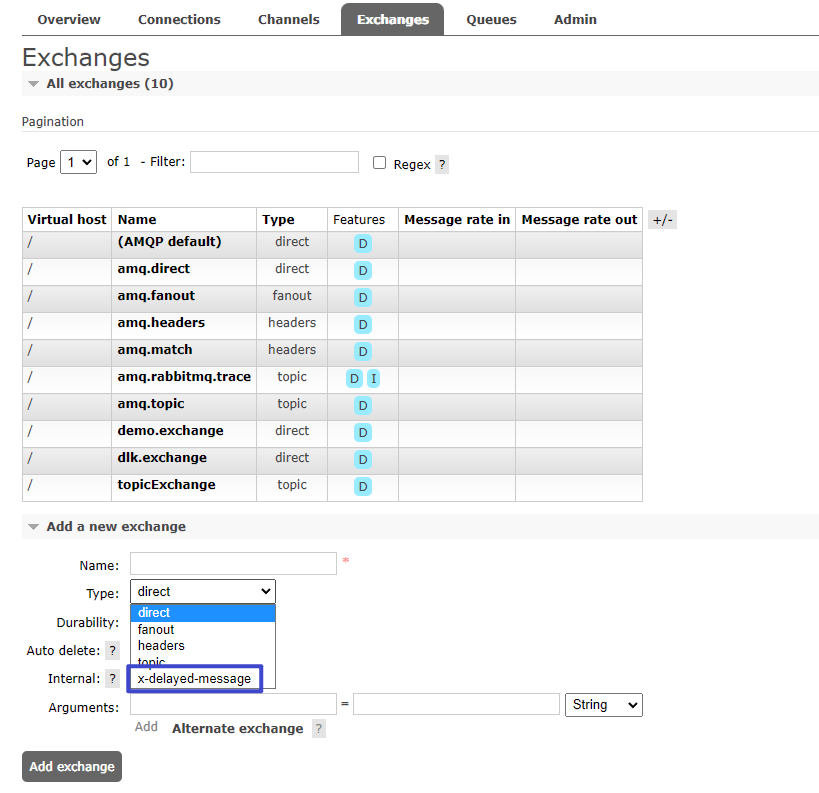 Overview Connections Channels Exchanges Queues Admin
Exchanges
All exchanges (10)
Pagination
Page 1 of 1 - Filter: Regex ?
Virtual host Name Type Features Message rate in Message rate out +/-
/ (AMQP default) direct D
/ amq.direct direct D
/ amq.fanout fanout D
/ amq.headers headers D
/ amq.match headers D
/ amq.rabbitmq.trace topic D I
/ amq.topic topic D
/ demo.exchange direct D
/ dlk.exchange direct D
/ topicExchange topic D
Add a new exchange
Name: *
Type: direct
direct
Durability:
fanout
headers
Auto delete: ?
topic
Internal: ? x-delayed-message
Arguments: = String
Add Alternate exchange ?
Add exchange